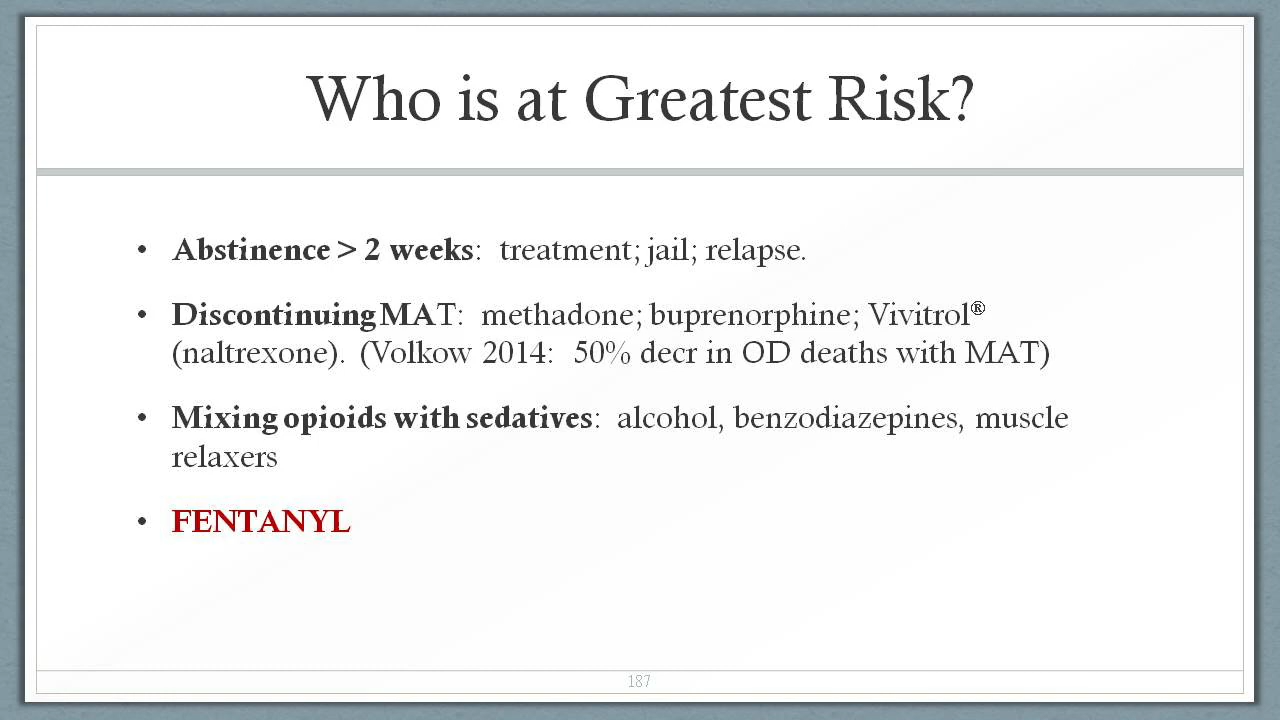 Who is at Greatest Risk?
• Abstinence > 2 weeks: treatment; jail; relapse.
• Discontinuing MAT: methadone; buprenorphine; Vivitrol®
(naltrexone). (Volkow 2014: 50% decr in OD deaths with MAT)
• Mixing opioids with sedatives: alcohol, benzodiazepines, muscle
relaxers
• FENTANYL
187